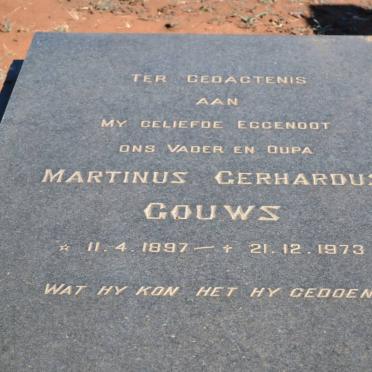 TER GEDAGTENIS
AAN
MY GELIEFDE EGGENOOT
ONS VADER EN OUPA
MARTINUS GERHARDUS
GOUWS
☆ 11.4.1897 — + 21.12.1973
WAT HY KON HET HY GEDOEN